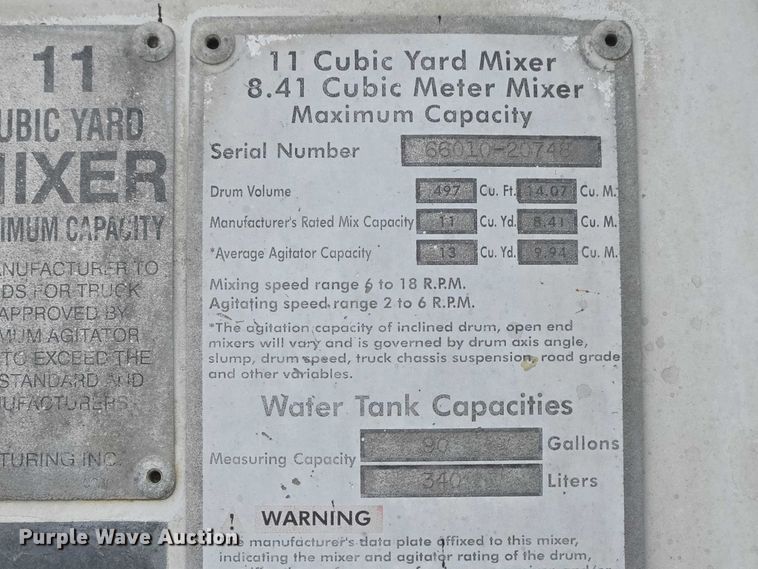 11
UBIC YARD
IXER
IMUM CAPACITY
ANUFACTURER TO
DS FOR TRUCK
APPROVED BY
MUM AGITATOR
TO EXCEED THE
STANDARD AND
UFACTURERS
TURING INC.
11 Cubic Yard Mixer
8.41 Cubic Meter Mixer
Maximum Capacity
Serial Number 66010-20748
Drum Volume 497 Cu. Ft. 14.07 Cu. M.
Manufacturer's Rated Mix Capacity 11 Cu. Yd. 8.41 Cu. M.
*Average Agitator Capacity 13 Cu. Yd. 9.94 Cu. M.
Mixing speed range 6 to 18 R.P.M.
Agitating speed range 2 to 6 R.P.M.
*The agitation capacity of inclined drum, open end
mixers will vary and is governed by drum axis angle,
slump, drum speed, truck chassis suspension, road grade
and other variables.
Water Tank Capacities
Measuring Capacity 90 Gallons
340 Liters
! WARNING
manufacturer's data plate affixed to this mixer,
indicating the mixer and agitator rating of the drum,
Purple Wave Auction